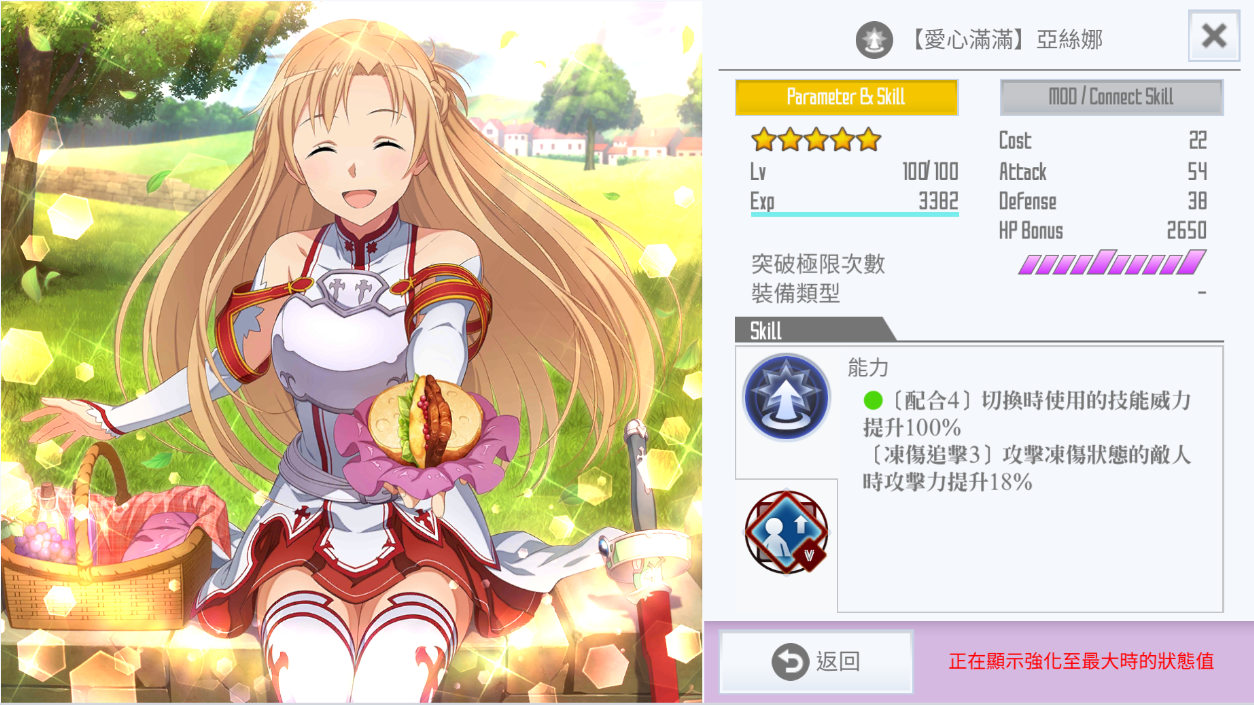 【愛心滿滿】亞絲娜
Parameter & Skill
MOD / Connect Skill
Lv 100/100
Exp 3382
Cost 22
Attack 54
Defense 38
HP Bonus 2650
突破極限次數
裝備類型 -
Skill
能力
〔配合4〕切換時使用的技能威力
提升100%
〔凍傷追擊3〕攻擊凍傷狀態的敵人
時攻擊力提升18%
V
返回
正在顯示強化至最大時的狀態值